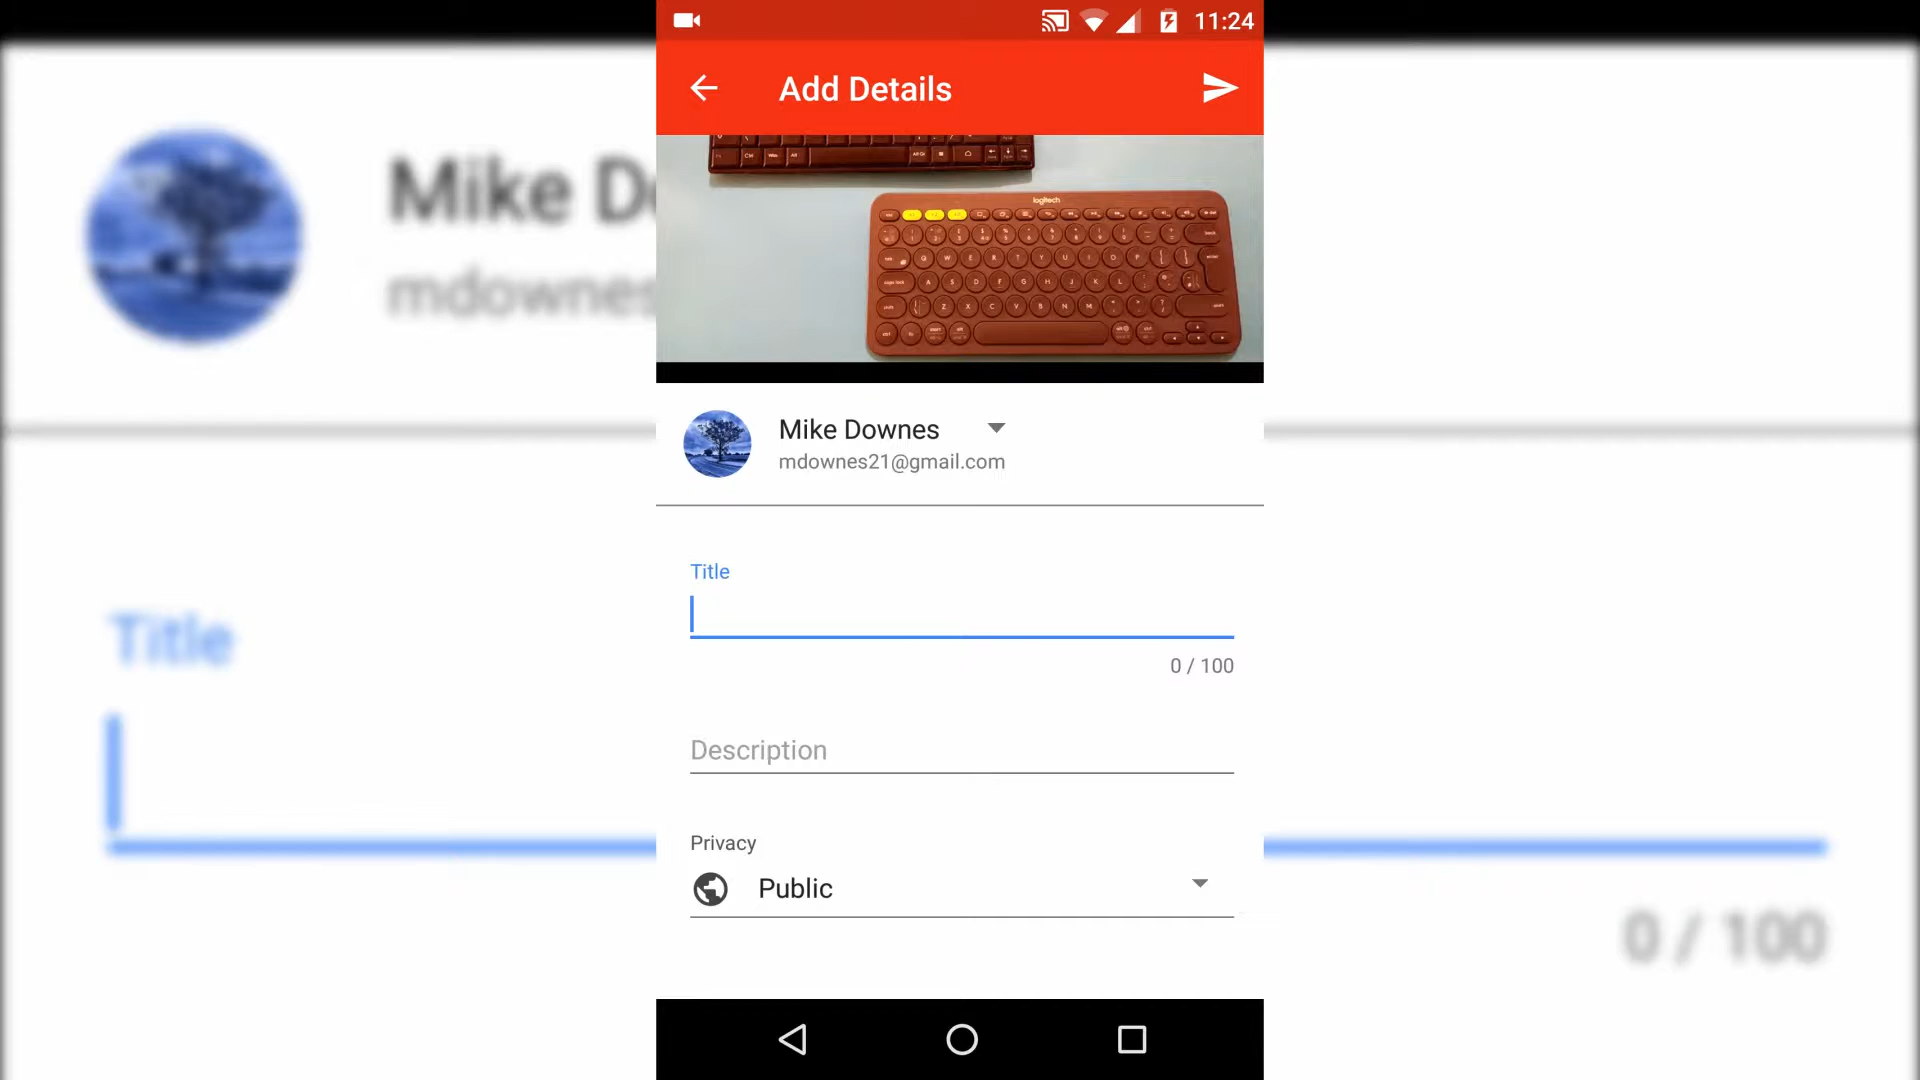 11:24
Add Details
logitech
Mike Downes
mdownes21@gmail.com
Title
0 / 100
Description
Privacy
Public
Mike D
mdownes
Title
0 / 100